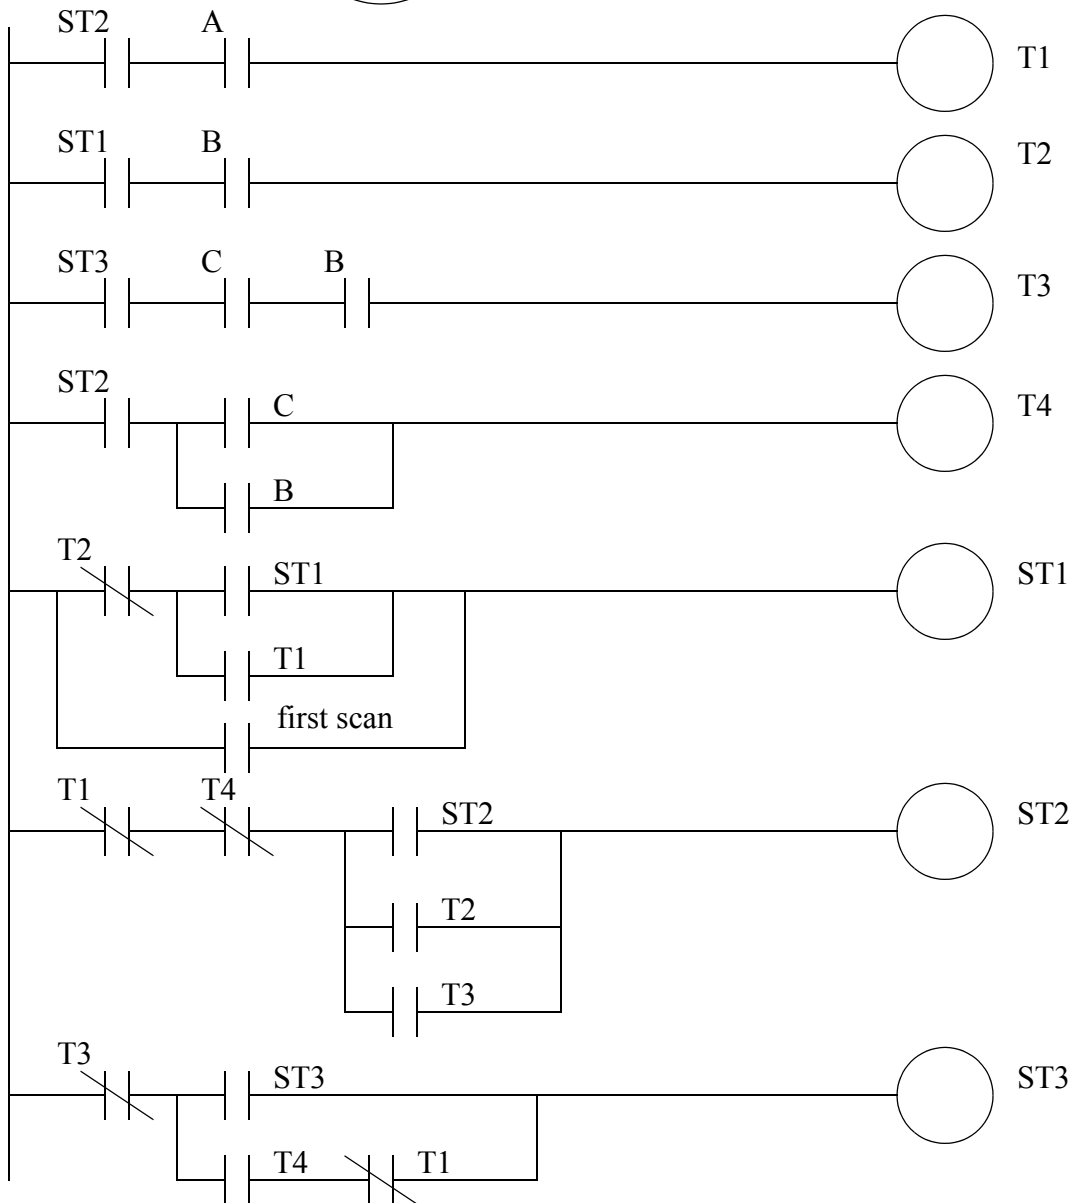 ST2 A T1
ST1 B T2
ST3 C B T3
ST2 C T4
B
T2 ST1 ST1
T1
first scan
T1 T4 ST2 ST2
T2
T3
T3 ST3 ST3
T4 T1